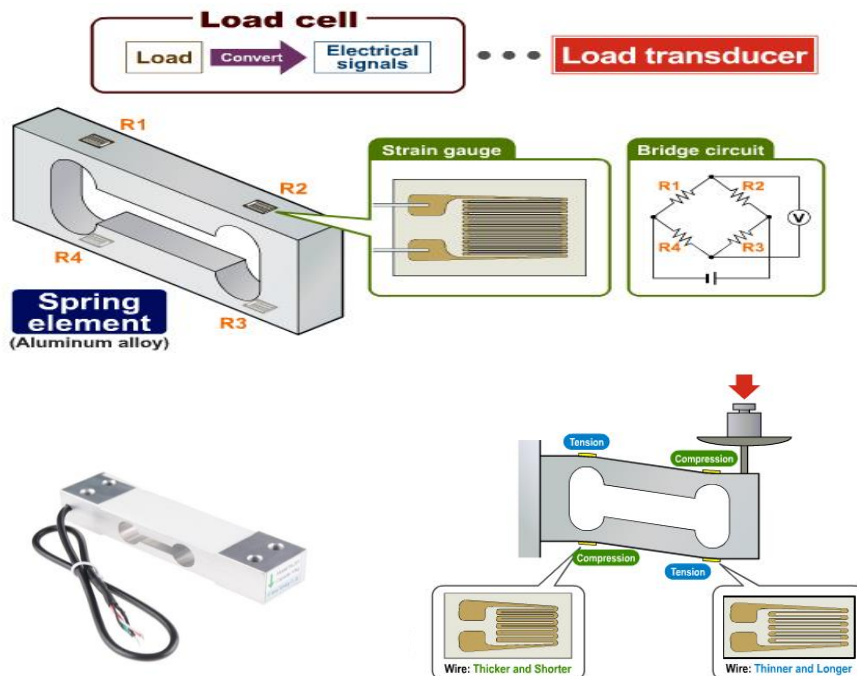 Load cell
Load
Convert
Electrical
signals
Load transducer
R1
R2
R4
R3
Spring
element
(Aluminum alloy)
Strain gauge
Bridge circuit
R1
R2
R4
R3
V
Tension
Compression
Compression
Tension
Wire: Thicker and Shorter
Wire: Thinner and Longer